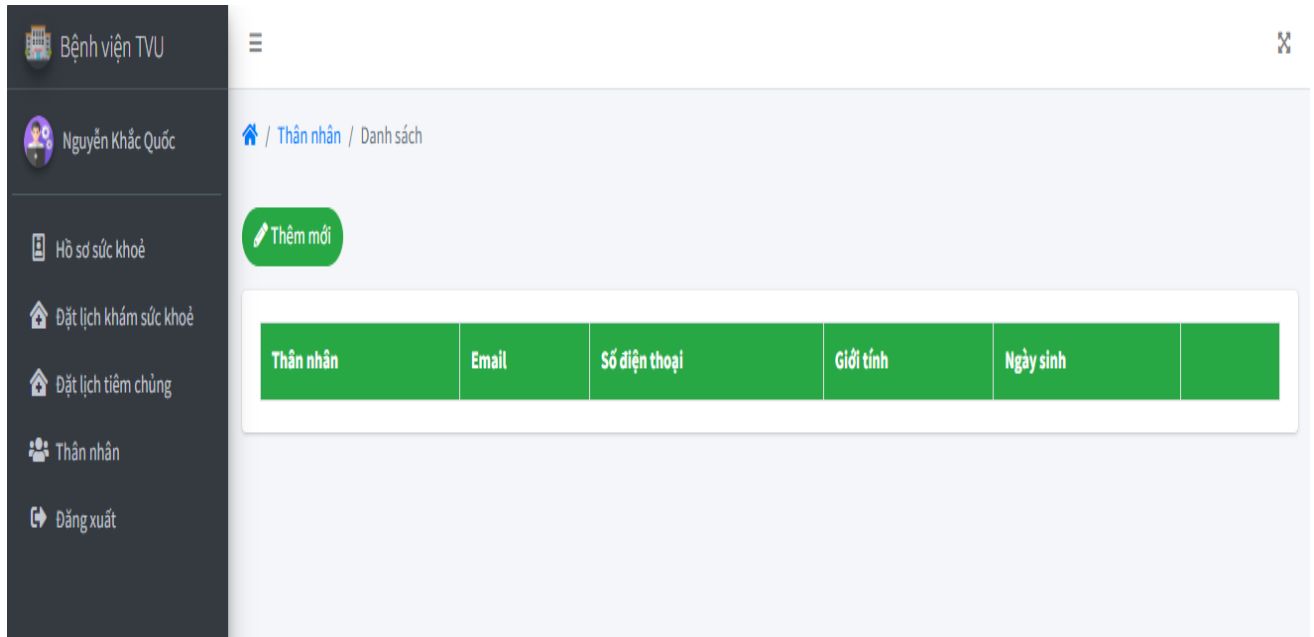 Bệnh viện TVU
Nguyễn Khắc Quốc
Hồ sơ sức khoẻ
Đặt lịch khám sức khoẻ
Đặt lịch tiêm chủng
Thân nhân
Đăng xuất
/ Thân nhân / Danh sách
Thêm mới
Thân nhân Email Số điện thoại Giới tính Ngày sinh